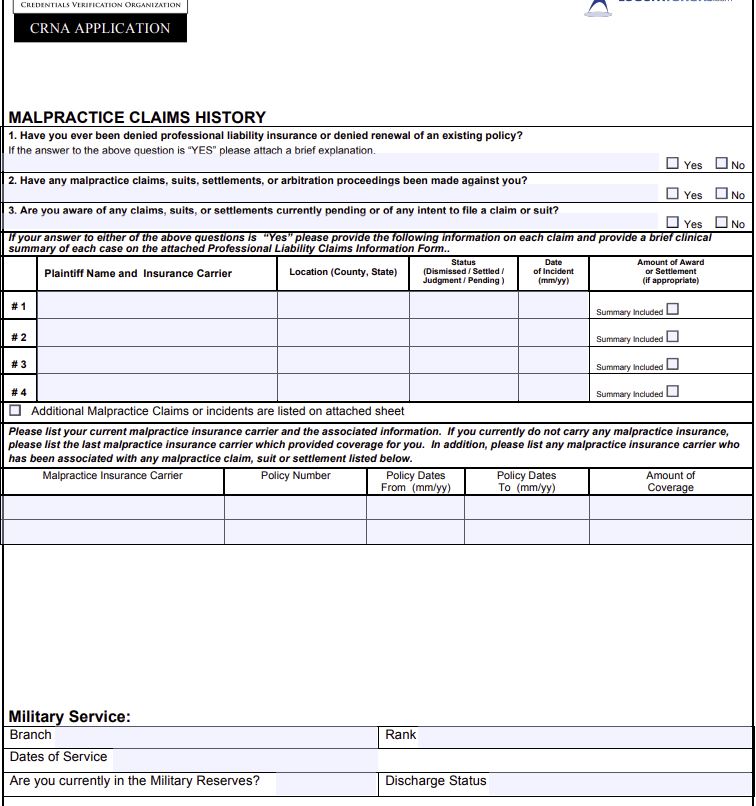 CREDENTIALS VERIFICATION ORGANIZATION
CRNA APPLICATION
MALPRACTICE CLAIMS HISTORY
1. Have you ever been denied professional liability insurance or denied renewal of an existing policy?
If the answer to the above question is “YES” please attach a brief explanation.
Yes No
2. Have any malpractice claims, suits, settlements, or arbitration proceedings been made against you?
Yes No
3. Are you aware of any claims, suits, or settlements currently pending or of any intent to file a claim or suit?
Yes No
If your answer to either of the above questions is “Yes” please provide the following information on each claim and provide a brief clinical
summary of each case on the attached Professional Liability Claims Information Form..
Plaintiff Name and Insurance Carrier
Location (County, State)
Status
(Dismissed / Settled /
Judgment / Pending )
Date
of Incident
(mm/yy)
Amount of Award
or Settlement
(if appropriate)
# 1 Summary Included
# 2 Summary Included
# 3 Summary Included
# 4 Summary Included
Additional Malpractice Claims or incidents are listed on attached sheet
Please list your current malpractice insurance carrier and the associated information. If you currently do not carry any malpractice insurance,
please list the last malpractice insurance carrier which provided coverage for you. In addition, please list any malpractice insurance carrier who
has been associated with any malpractice claim, suit or settlement listed below.
Malpractice Insurance Carrier
Policy Number
Policy Dates
From (mm/yy)
Policy Dates
To (mm/yy)
Amount of
Coverage
Military Service:
Branch Rank
Dates of Service
Are you currently in the Military Reserves? Discharge Status